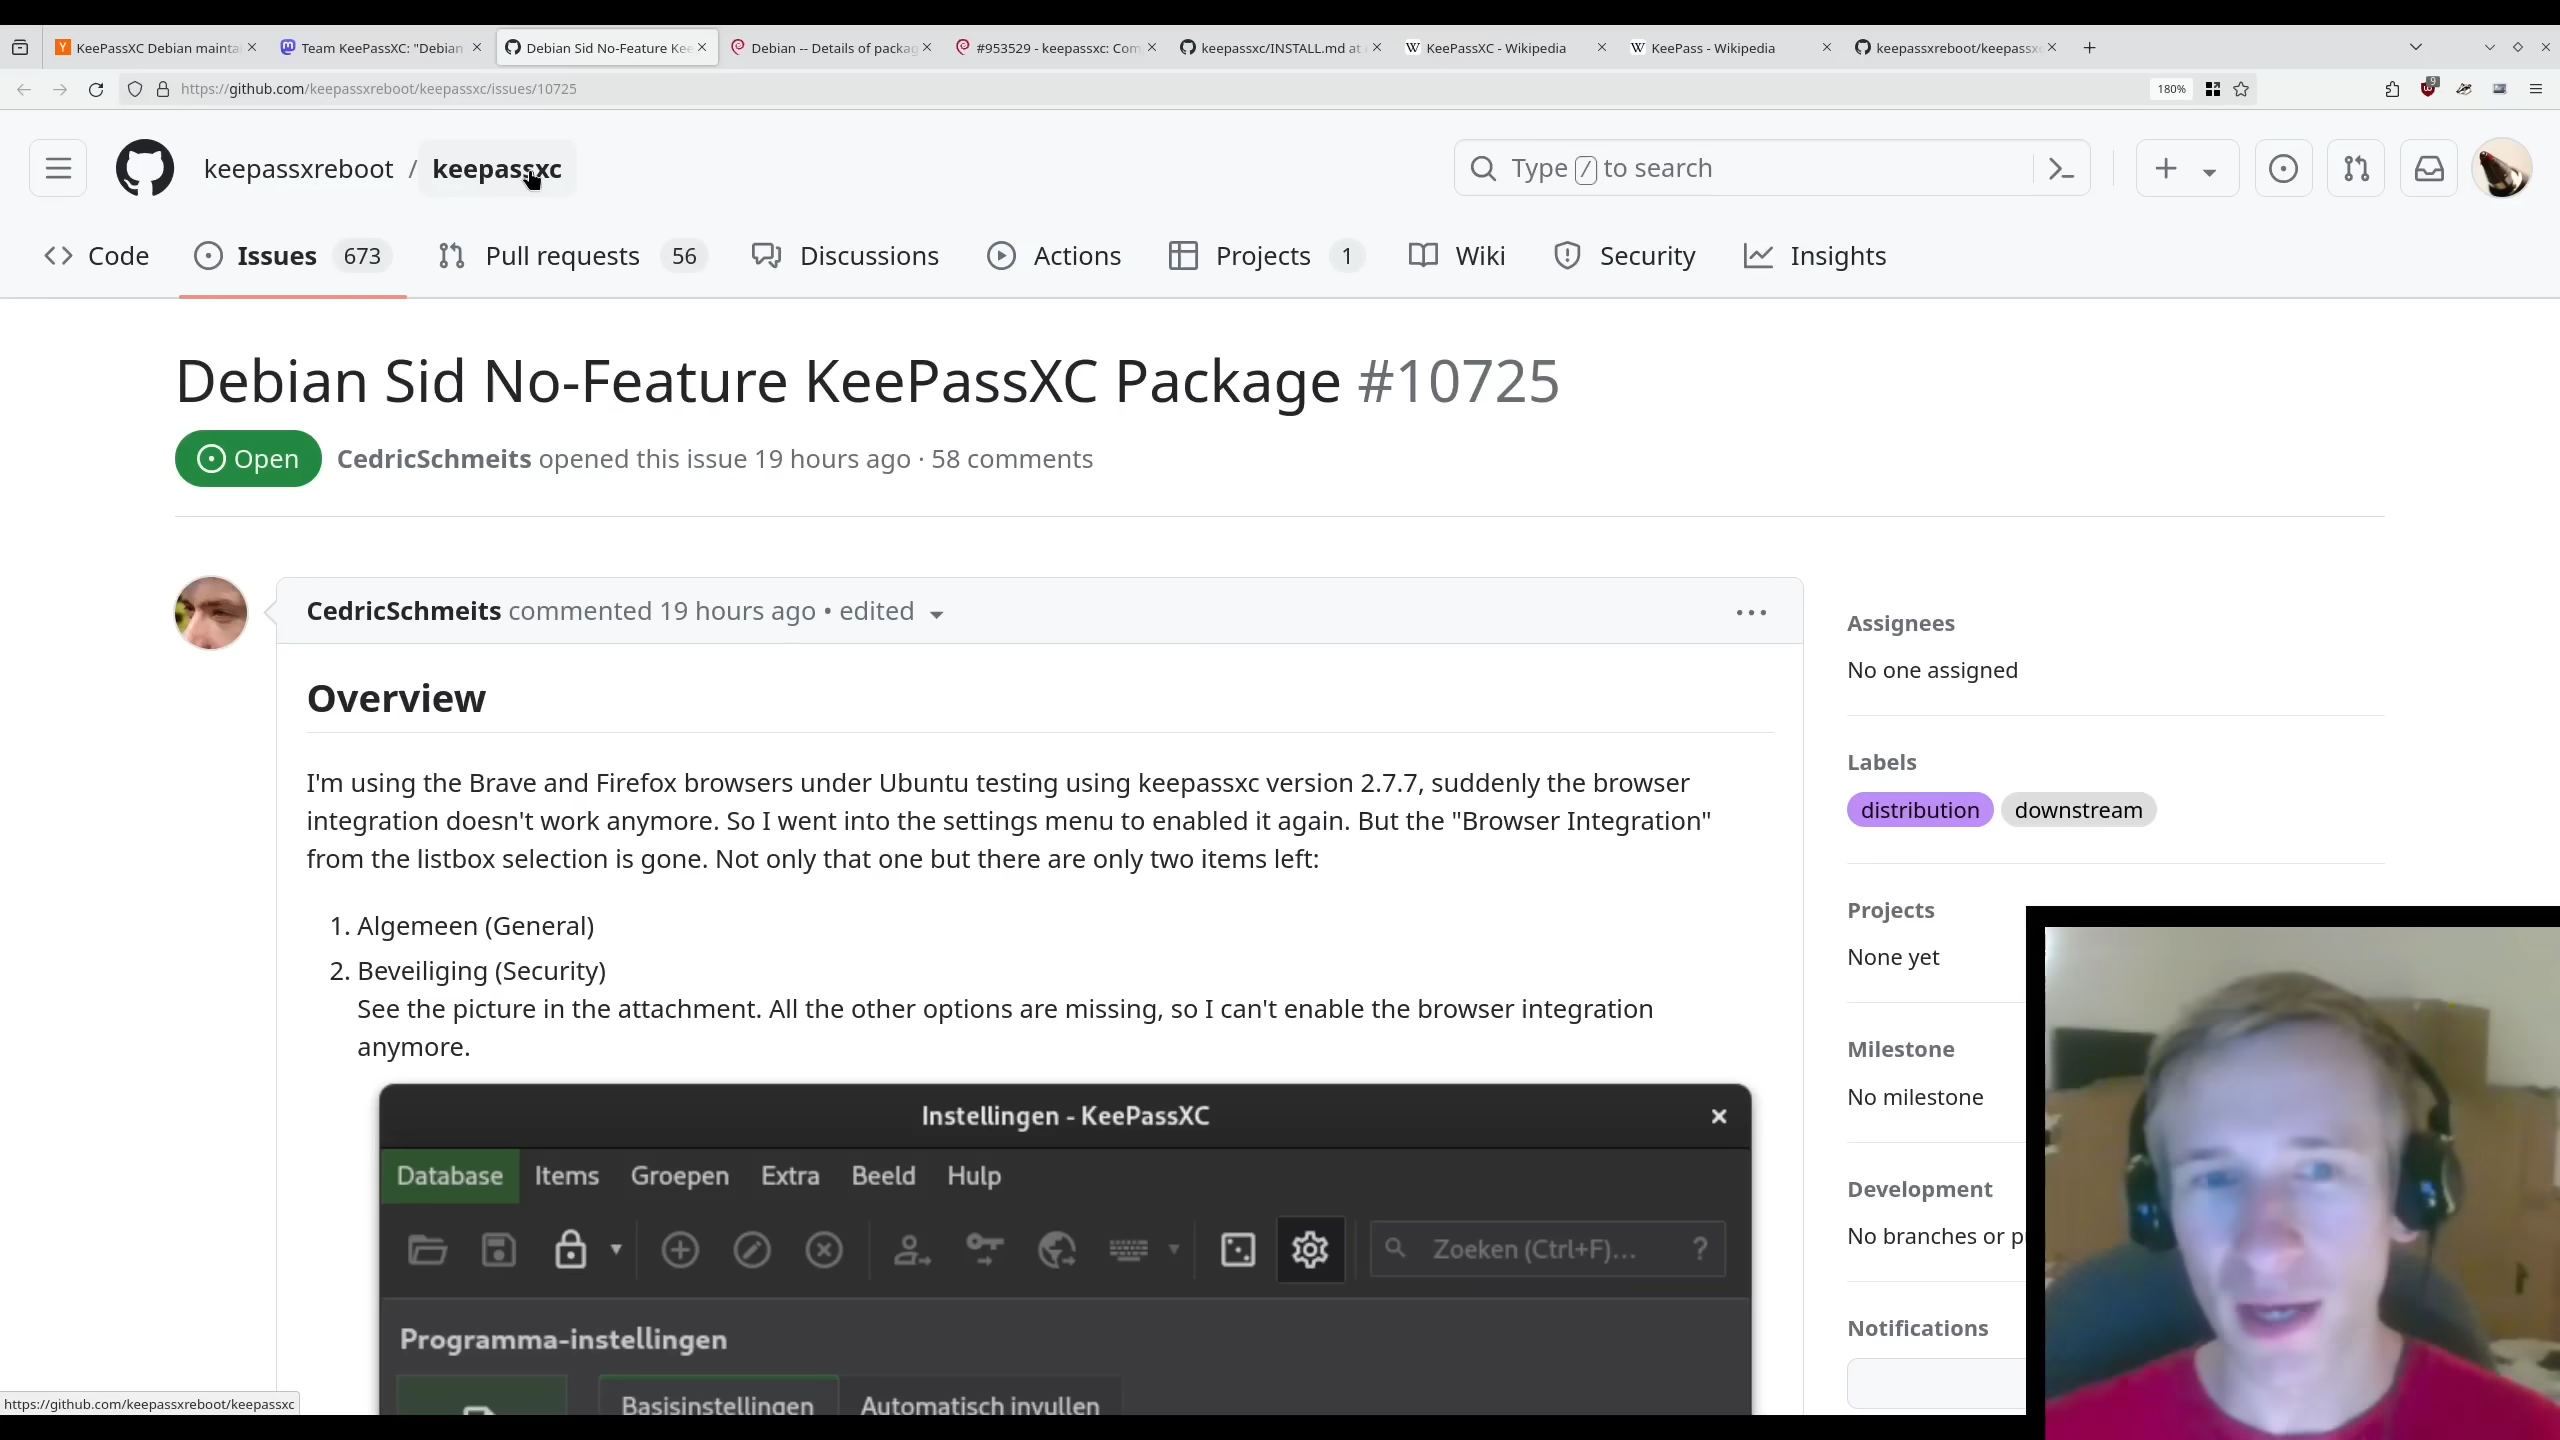 KeePassXC Debian mainta
Team KeePassXC: "Debian
Debian Sid No-Feature Kee
Debian -- Details of packag
#953529 - keepassxc: Com
keepassxc/INSTALL.md at
KeePassXC - Wikipedia
KeePass - Wikipedia
keepassxreboot/keepassxc
https://github.com/keepassxreboot/keepassxc/issues/10725
180%
9
keepassxreboot / keepassxc
Type / to search
Code
Issues 673
Pull requests 56
Discussions
Actions
Projects 1
Wiki
Security
Insights
Debian Sid No-Feature KeePassXC Package #10725
Open
CedricSchmeits opened this issue 19 hours ago · 58 comments
CedricSchmeits commented 19 hours ago • edited
Overview
I'm using the Brave and Firefox browsers under Ubuntu testing using keepassxc version 2.7.7, suddenly the browser
integration doesn't work anymore. So I went into the settings menu to enabled it again. But the "Browser Integration"
from the listbox selection is gone. Not only that one but there are only two items left:
1. Algemeen (General)
2. Beveiliging (Security)
See the picture in the attachment. All the other options are missing, so I can't enable the browser integration
anymore.
Instellingen - KeePassXC
Database Items Groepen Extra Beeld Hulp
Zoeken (Ctrl+F)... ?
Programma-instellingen
Basisinstellingen Automatisch invullen
Assignees
No one assigned
Labels
distribution downstream
Projects
None yet
Milestone
No milestone
Development
No branches or p
Notifications
https://github.com/keepassxreboot/keepassxc